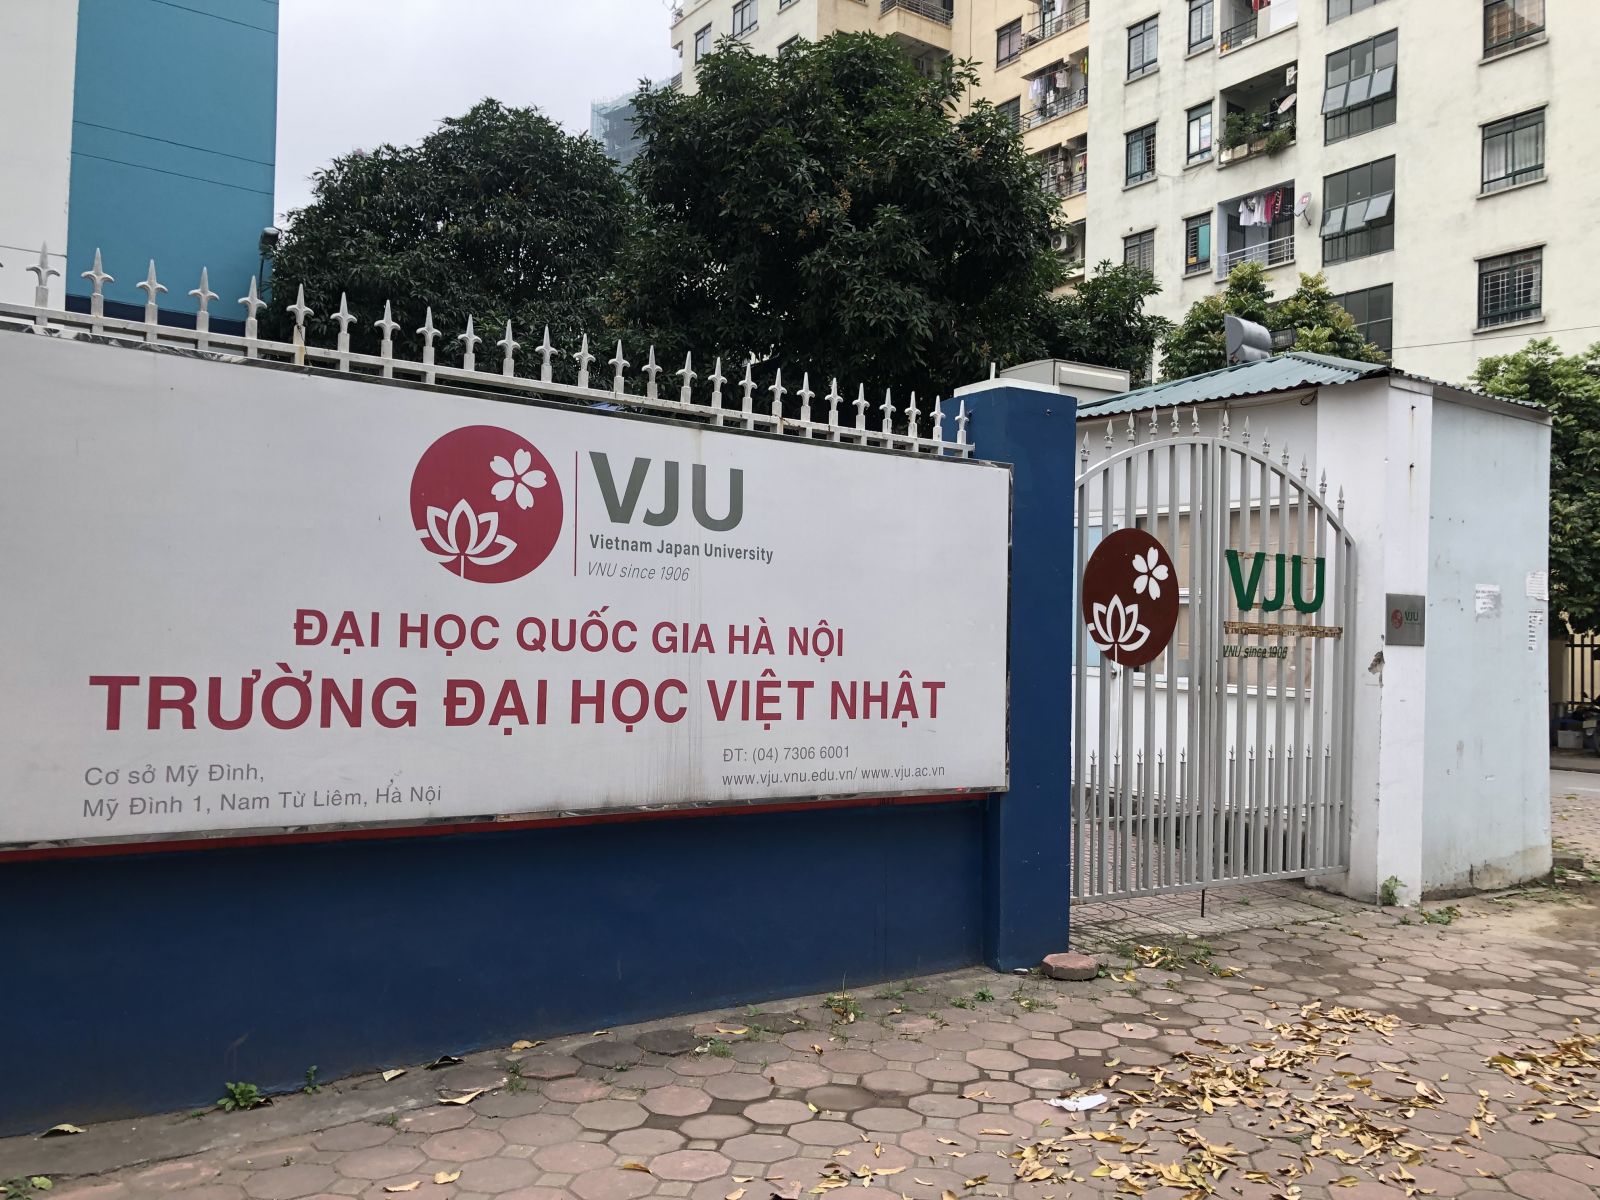 VJU
Vietnam Japan University
VNU since 1906
ĐẠI HỌC QUỐC GIA HÀ NỘI
TRƯỜNG ĐẠI HỌC VIỆT NHẬT
Cơ sở Mỹ Đình,
Mỹ Đình 1, Nam Từ Liêm, Hà Nội
ĐT: (04) 7306 6001
www.vju.vnu.edu.vn/ www.vju.ac.vn
VJU
VNU since 1906
VJU